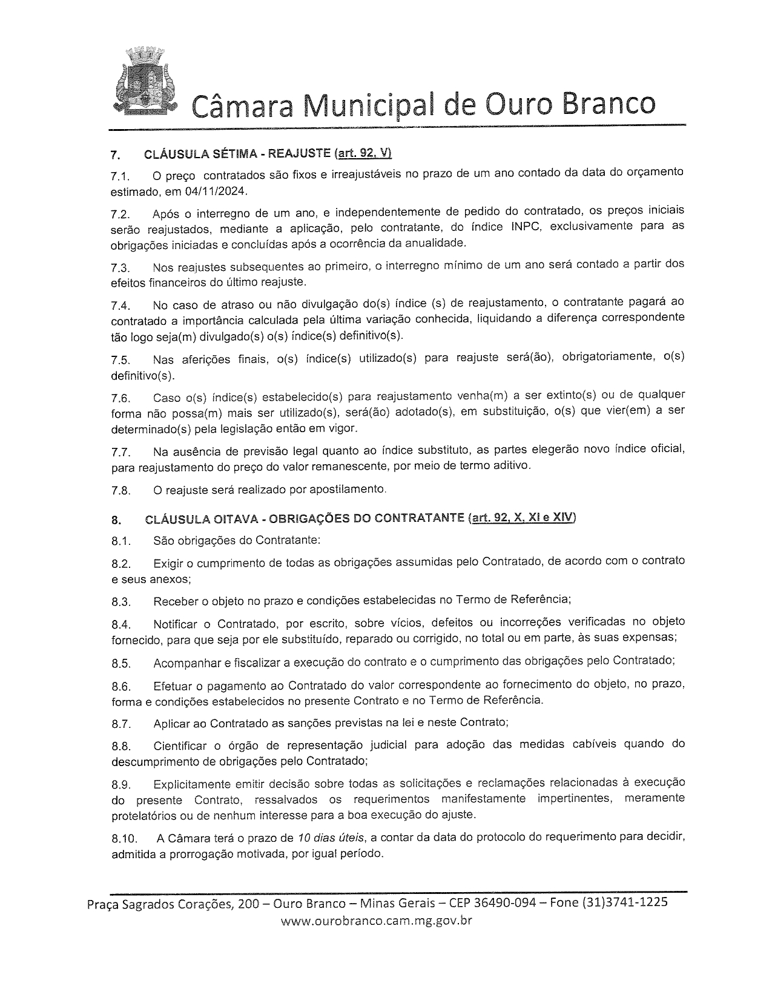 Câmara Municipal de Ouro Branco
7. CLÁUSULA SÉTIMA - REAJUSTE (art. 92, V)
7.1. O preço contratados são fixos e irreajustáveis no prazo de um ano contado da data do orçamento
estimado, em 04/11/2024.
7.2. Após o interregno de um ano, e independentemente de pedido do contratado, os preços iniciais
serão reajustados, mediante a aplicação, pelo contratante, do índice INPC, exclusivamente para as
obrigações iniciadas e concluídas após a ocorrência da anualidade.
7.3. Nos reajustes subsequentes ao primeiro, o interregno mínimo de um ano será contado a partir dos
efeitos financeiros do último reajuste.
7.4. No caso de atraso ou não divulgação do(s) índice (s) de reajustamento, o contratante pagará ao
contratado a importância calculada pela última variação conhecida, liquidando a diferença correspondente
tão logo seja(m) divulgado(s) o(s) índice(s) definitivo(s).
7.5. Nas aferições finais, o(s) índice(s) utilizado(s) para reajuste será(ão), obrigatoriamente, o(s)
definitivo(s).
7.6. Caso o(s) índice(s) estabelecido(s) para reajustamento venha(m) a ser extinto(s) ou de qualquer
forma não possa(m) mais ser utilizado(s), será(ão) adotado(s), em substituição, o(s) que vier(em) a ser
determinado(s) pela legislação então em vigor.
7.7. Na ausência de previsão legal quanto ao índice substituto, as partes elegerão novo índice oficial,
para reajustamento do preço do valor remanescente, por meio de termo aditivo.
7.8. O reajuste será realizado por apostilamento.
8. CLÁUSULA OITAVA - OBRIGAÇÕES DO CONTRATANTE (art. 92, X, XI e XIV)
8.1. São obrigações do Contratante:
8.2. Exigir o cumprimento de todas as obrigações assumidas pelo Contratado, de acordo com o contrato
e seus anexos;
8.3. Receber o objeto no prazo e condições estabelecidas no Termo de Referência;
8.4. Notificar o Contratado, por escrito, sobre vícios, defeitos ou incorreções verificadas no objeto
fornecido, para que seja por ele substituído, reparado ou corrigido, no total ou em parte, às suas expensas;
8.5. Acompanhar e fiscalizar a execução do contrato e o cumprimento das obrigações pelo Contratado;
8.6. Efetuar o pagamento ao Contratado do valor correspondente ao fornecimento do objeto, no prazo,
forma e condições estabelecidos no presente Contrato e no Termo de Referência.
8.7. Aplicar ao Contratado as sanções previstas na lei e neste Contrato;
8.8. Cientificar o órgão de representação judicial para adoção das medidas cabíveis quando do
descumprimento de obrigações pelo Contratado;
8.9. Explicitamente emitir decisão sobre todas as solicitações e reclamações relacionadas à execução
do presente Contrato, ressalvados os requerimentos manifestamente impertinentes, meramente
protelatórios ou de nenhum interesse para a boa execução do ajuste.
8.10. A Câmara terá o prazo de 10 dias úteis, a contar da data do protocolo do requerimento para decidir,
admitida a prorrogação motivada, por igual período.
Praça Sagrados Corações, 200 – Ouro Branco – Minas Gerais – CEP 36490-094 – Fone (31)3741-1225
www.ourobranco.cam.mg.gov.br